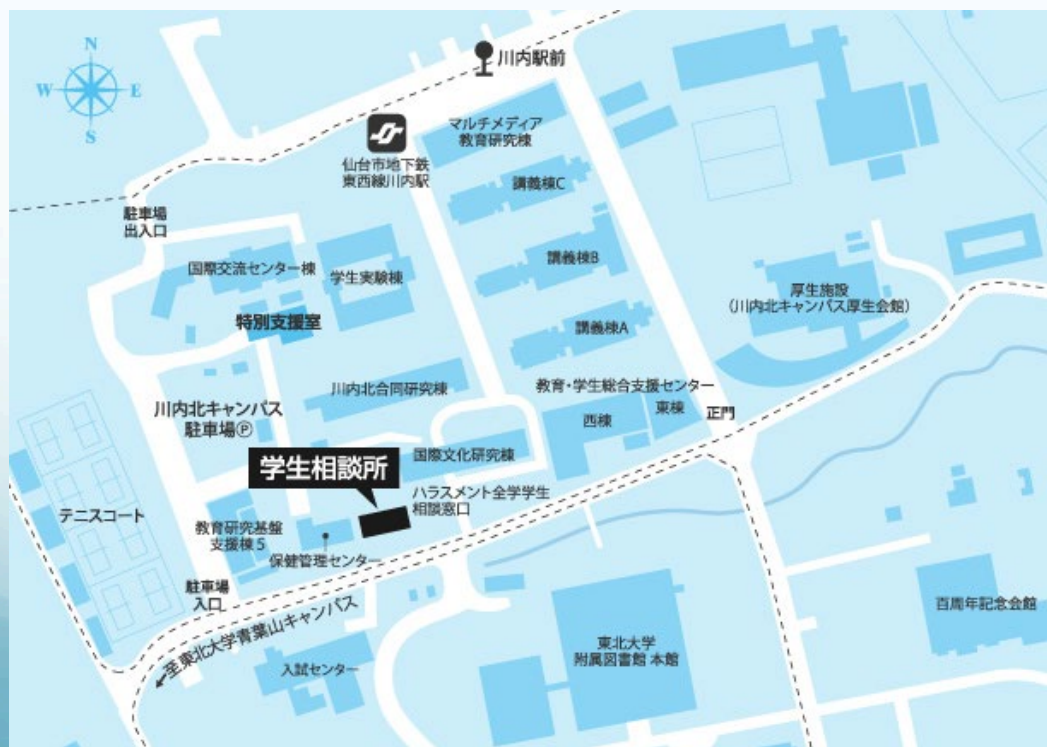 N
W E
S
川内駅前
マルチメディア
教育研究棟
仙台市地下鉄
東西線川内駅
講義棟C
駐車場
出入口
国際交流センター棟
学生実験棟
講義棟B
厚生施設
(川内北キャンパス厚生会館)
特別支援室
講義棟A
川内北合同研究棟
教育・学生総合支援センター
東棟
西棟
正門
川内北キャンパス
駐車場Ⓟ
学生相談所
国際文化研究棟
ハラスメント全学学生
相談窓口
テニスコート
教育研究基盤
支援棟5
保健管理センター
駐車場
入口
至東北大学青葉山キャンパス
百周年記念会館
東北大学
附属図書館 本館
入試センター